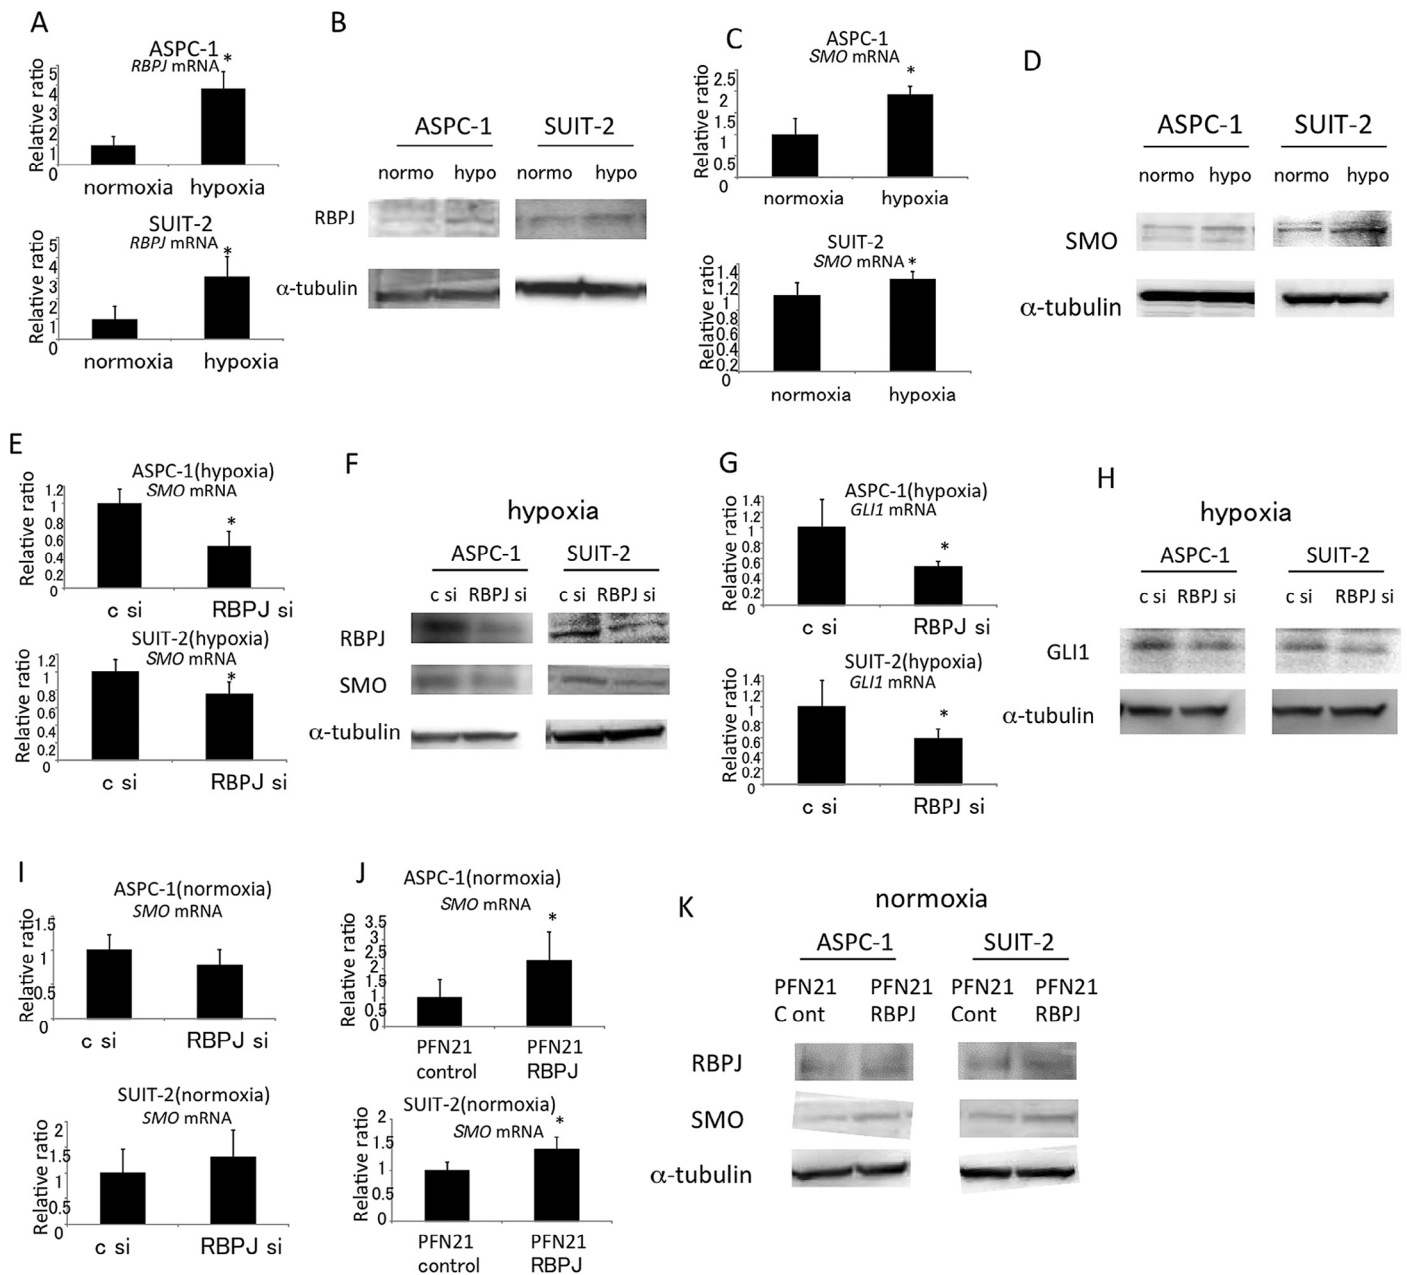 A
ASPC-1
RBPJ mRNA
*
Relative ratio
5
5
4
4
3
2
2
1
1
0
normoxia hypoxia
SUIT-2
RBPJ mRNA
*
Relative ratio
5
4
3
2
1
0
normoxia hypoxia
B
ASPC-1 SUIT-2
normo hypo normo hypo
RBPJ
α-tubulin
C
ASPC-1
SMO mRNA
*
Relative ratio
2.5
2
1.5
1
0.5
0
normoxia hypoxia
SUIT-2
SMO mRNA *
Relative ratio
1.4
1.2
1
0.8
0.6
0.4
0.2
0
normoxia hypoxia
D
ASPC-1 SUIT-2
normo hypo normo hypo
SMO
α-tubulin
E
ASPC-1(hypoxia)
SMO mRNA
*
Relative ratio
1.2
1
0.8
0.6
0.4
0.2
0
c si RBPJ si
SUIT-2(hypoxia)
SMO mRNA
*
Relative ratio
1.2
1
0.8
0.6
0.4
0.2
0
c si RBPJ si
F
hypoxia
ASPC-1 SUIT-2
c si RBPJ si c si RBPJ si
RBPJ
SMO
α-tubulin
G
ASPC-1(hypoxia)
GLI1 mRNA
*
Relative ratio
1.4
1.2
1
0.8
0.6
0.4
0.2
0
c si RBPJ si
SUIT-2(hypoxia)
GLI1 mRNA
*
Relative ratio
1.4
1.2
1
0.8
0.6
0.4
0.2
0
c si RBPJ si
H
hypoxia
ASPC-1 SUIT-2
c si RBPJ si c si RBPJ si
GLI1
α-tubulin
I
ASPC-1(normoxia)
SMO mRNA
Relative ratio
1.5
1
0.5
0
c si RBPJ si
SUIT-2(normoxia)
SMO mRNA
Relative ratio
2
1.5
1
0.5
0
c si RBPJ si
J
ASPC-1(normoxia)
SMO mRNA
*
Relative ratio
3.5
3
2.5
2
1.5
1
0.5
0
PFN21 PFN21
control RBPJ
SUIT-2(normoxia)
*
SMO mRNA
Relative ratio
2
1.5
1
0.5
0
PFN21 PFN21
control RBPJ
K
normoxia
ASPC-1 SUIT-2
PFN21 PFN21 PFN21 PFN21
C ont RBPJ Cont RBPJ
RBPJ
SMO
α-tubulin